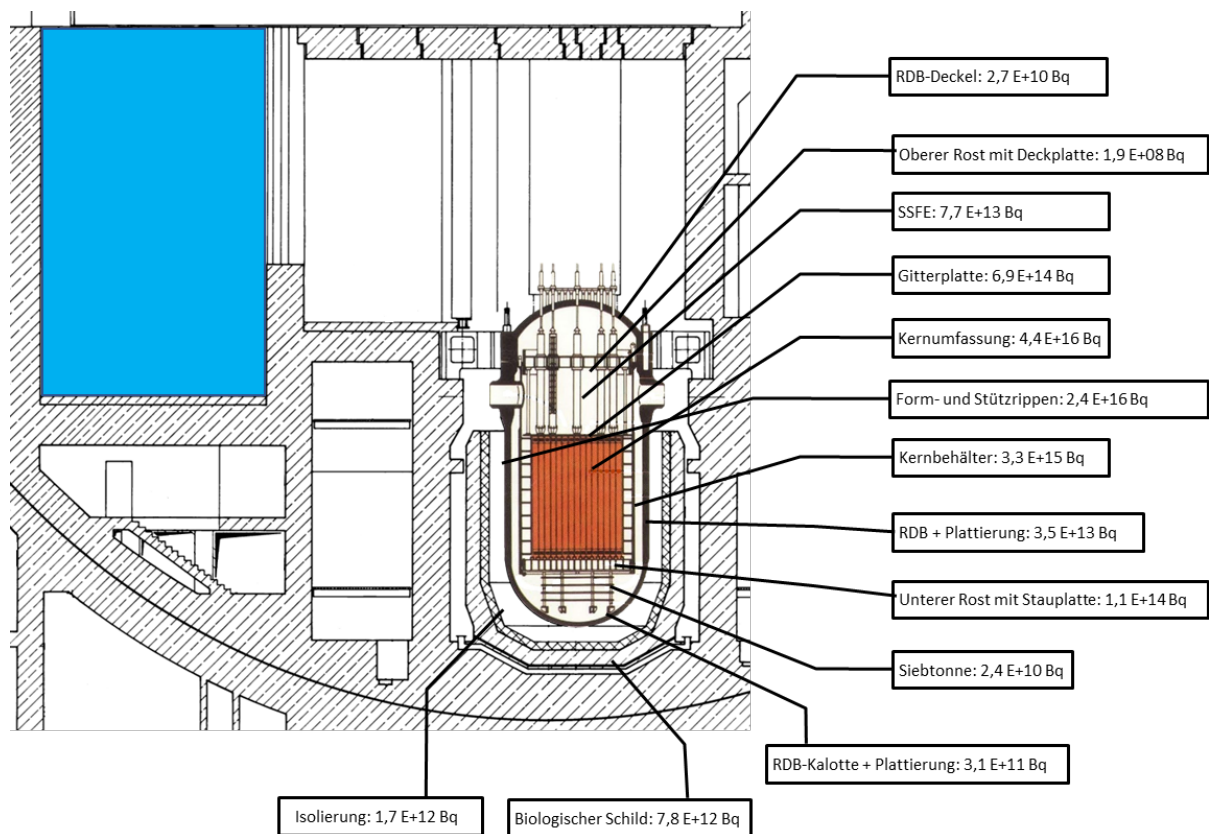 RDB-Deckel: 2,7 E+10 Bq
Oberer Rost mit Deckplatte: 1,9 E+08 Bq
SSFE: 7,7 E+13 Bq
Gitterplatte: 6,9 E+14 Bq
Kernumfassung: 4,4 E+16 Bq
Form- und Stützrippen: 2,4 E+16 Bq
Kernbehälter: 3,3 E+15 Bq
RDB + Plattierung: 3,5 E+13 Bq
Unterer Rost mit Stauplatte: 1,1 E+14 Bq
Siebtonne: 2,4 E+10 Bq
RDB-Kalotte + Plattierung: 3,1 E+11 Bq
Isolierung: 1,7 E+12 Bq
Biologischer Schild: 7,8 E+12 Bq